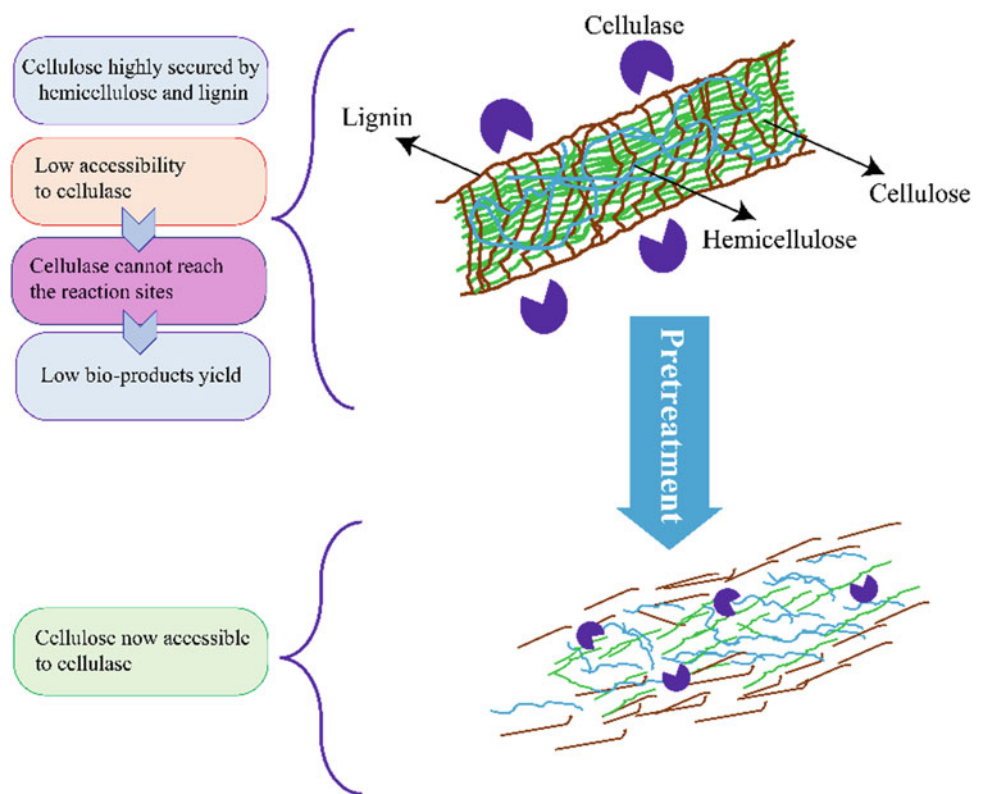 Cellulose highly secured by
hemicellulose and lignin
Low accessibility
to cellulase
Cellulase cannot reach
the reaction sites
Low bio-products yield
Cellulase
Lignin
Cellulose
Hemicellulose
Pretreatment
Cellulose now accessible
to cellulase